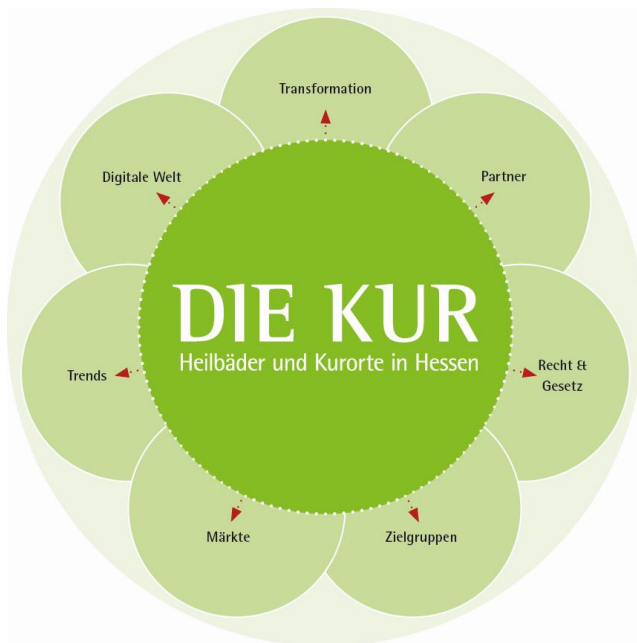 Transformation
Digitale Welt
Partner
DIE KUR
Heilbäder und Kurorte in Hessen
Trends
Recht &
Gesetz
Märkte
Zielgruppen